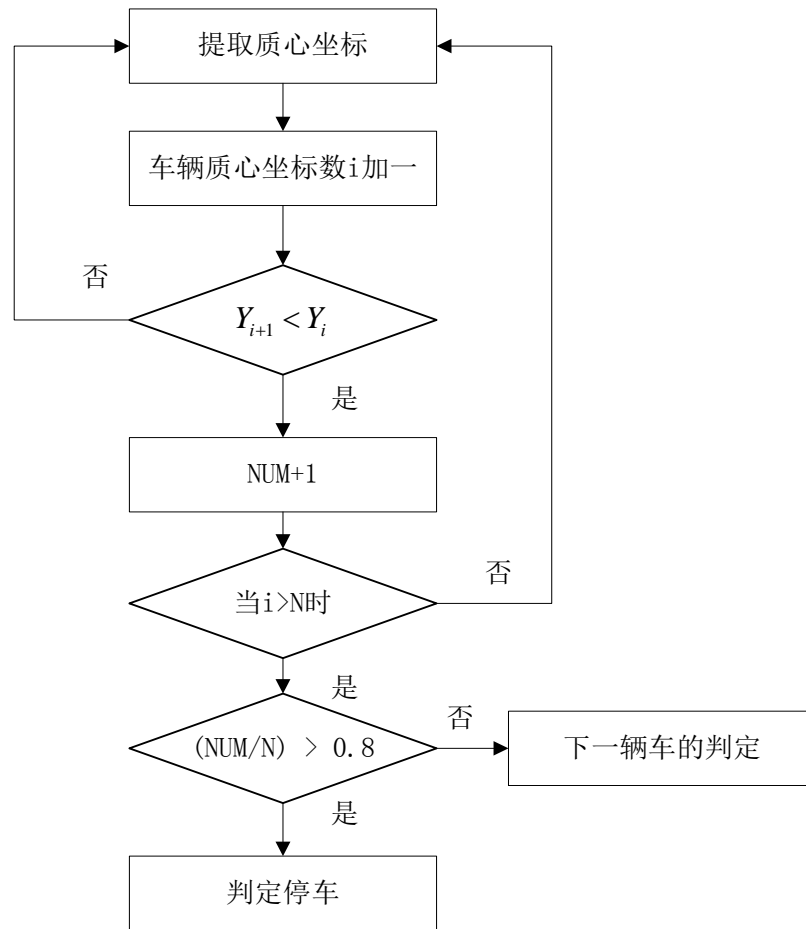 提取质心坐标
车辆质心坐标数i加一
否
Y_{i+1} < Y_i
是
NUM+1
否
当i>N时
是
否
(NUM/N) > 0.8
下一辆车的判定
是
判定停车